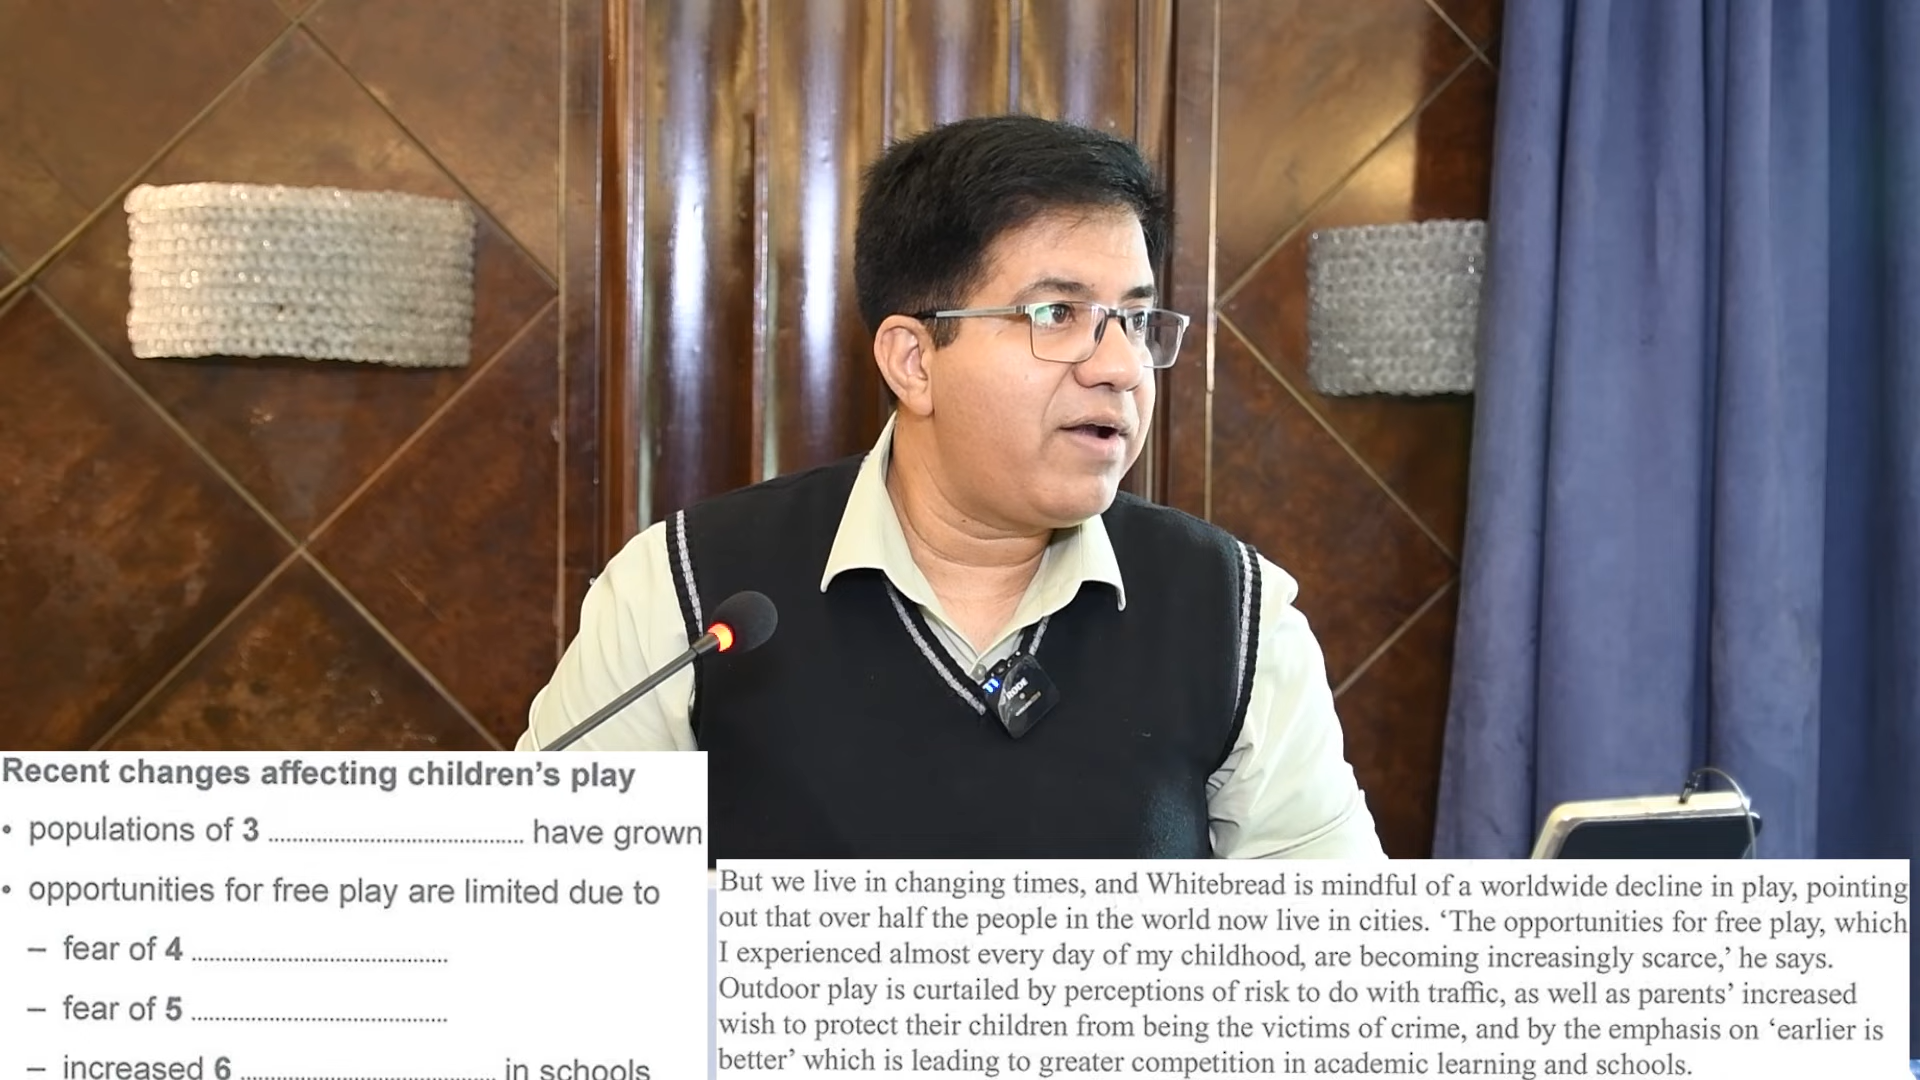 RODE
Recent changes affecting children's play
• populations of 3 ........................................ have grown
• opportunities for free play are limited due to
– fear of 4 ........................................
– fear of 5 ........................................
– increased 6 ........................................ in schools
But we live in changing times, and Whitebread is mindful of a worldwide decline in play, pointing
out that over half the people in the world now live in cities. ‘The opportunities for free play, which
I experienced almost every day of my childhood, are becoming increasingly scarce,’ he says.
Outdoor play is curtailed by perceptions of risk to do with traffic, as well as parents’ increased
wish to protect their children from being the victims of crime, and by the emphasis on ‘earlier is
better’ which is leading to greater competition in academic learning and schools.